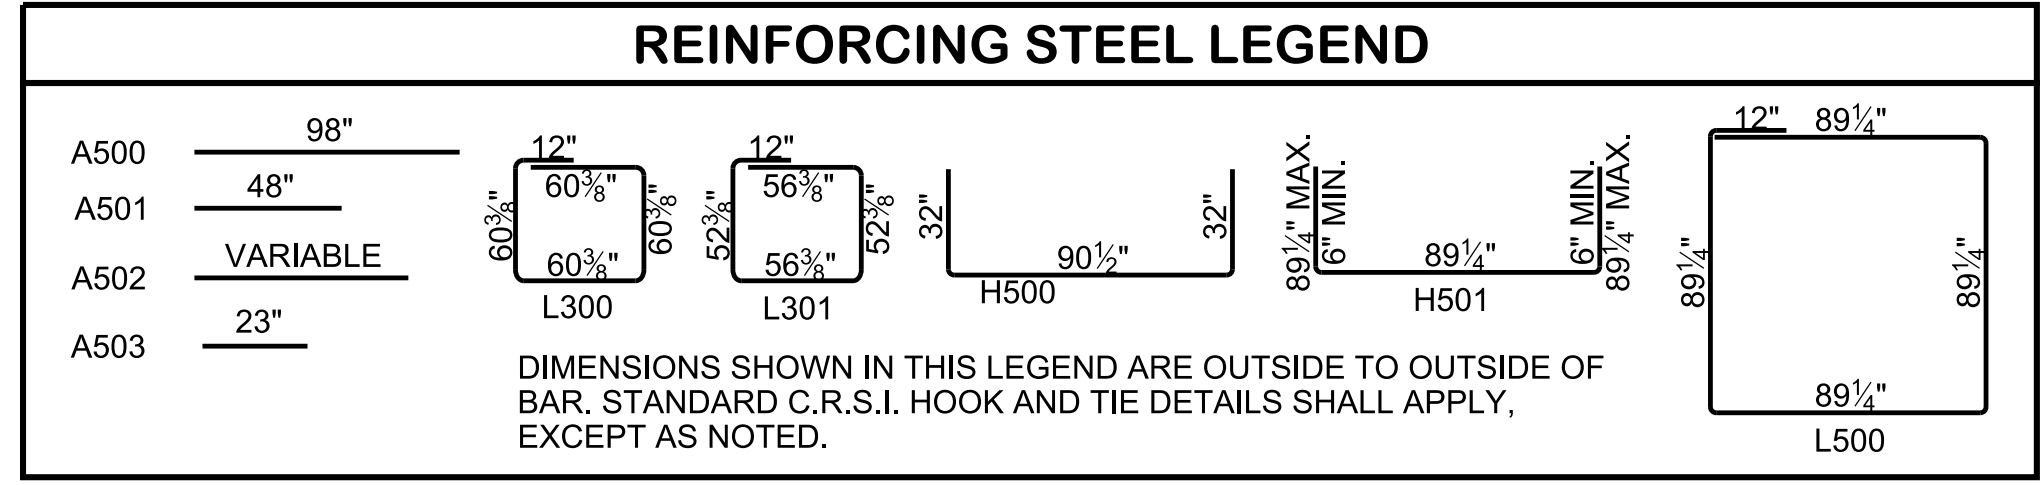 REINFORCING STEEL LEGEND
A500 98"
A501 48"
A502 VARIABLE
A503 23"
12"
60⅜"
60⅜"
60⅜"
60⅜"
L300
12"
56⅜"
52⅜"
52⅜"
56⅜"
L301
32"
32"
90½"
H500
89¼" MAX.
6" MIN.
6" MIN.
89¼" MAX.
89¼"
H501
12"
89¼"
89¼"
89¼"
89¼"
L500
DIMENSIONS SHOWN IN THIS LEGEND ARE OUTSIDE TO OUTSIDE OF
BAR. STANDARD C.R.S.I. HOOK AND TIE DETAILS SHALL APPLY,
EXCEPT AS NOTED.